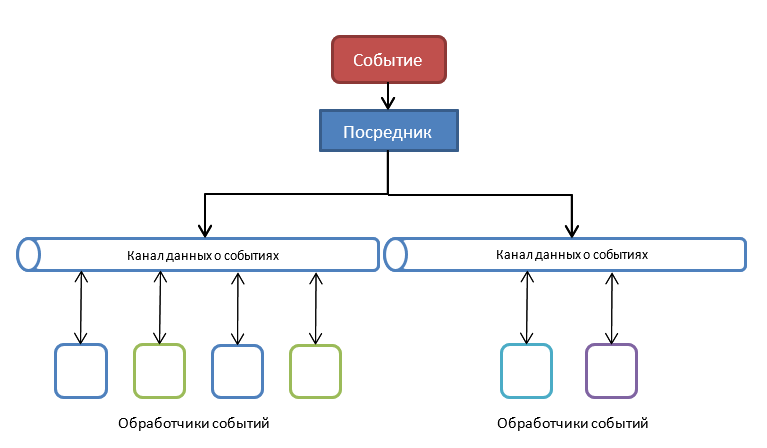 Событие
Посредник
Канал данных о событиях
Канал данных о событиях
Обработчики событий
Обработчики событий